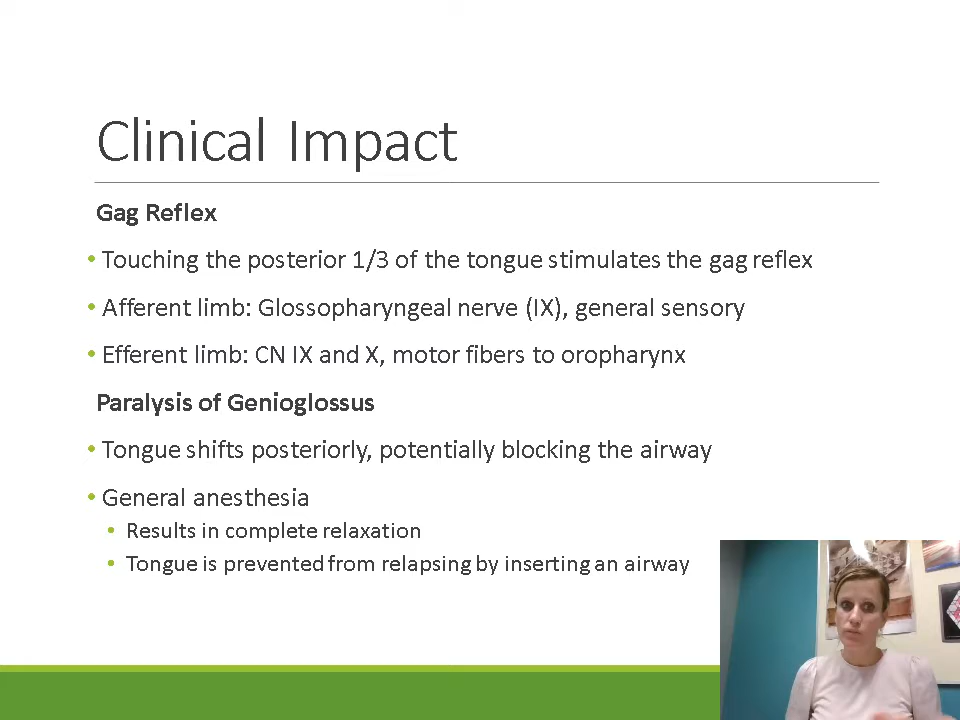 Clinical Impact
Gag Reflex
• Touching the posterior 1/3 of the tongue stimulates the gag reflex
• Afferent limb: Glossopharyngeal nerve (IX), general sensory
• Efferent limb: CN IX and X, motor fibers to oropharynx
Paralysis of Genioglossus
• Tongue shifts posteriorly, potentially blocking the airway
• General anesthesia
• Results in complete relaxation
• Tongue is prevented from relapsing by inserting an airway